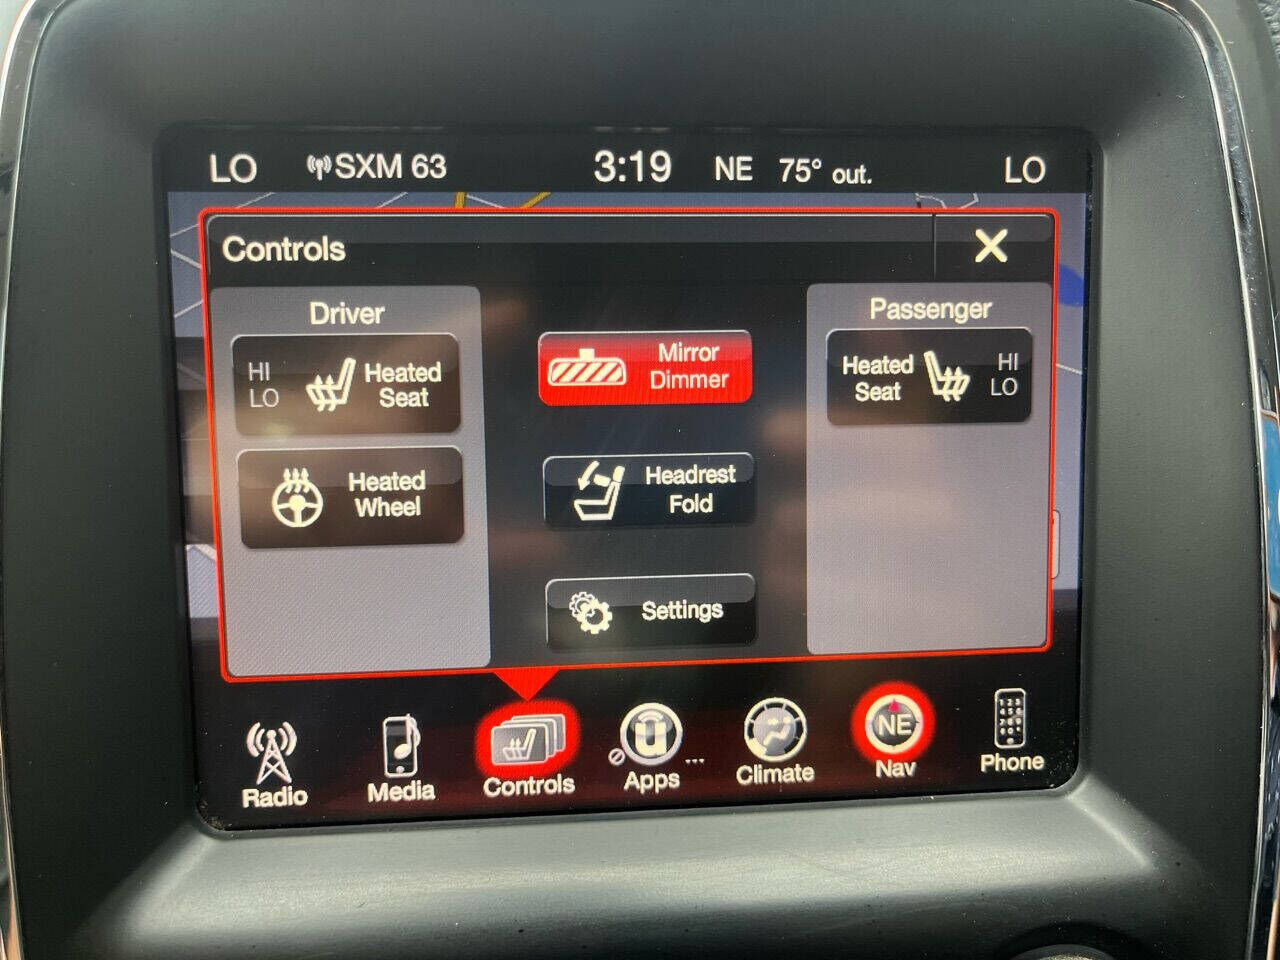 LO SXM 63 3:19 NE 75° out. LO
Controls
Driver
HI
LO
Heated
Seat
Heated
Wheel
Mirror
Dimmer
Headrest
Fold
Settings
Passenger
Heated
Seat
HI
LO
Radio
Media
Controls
u
Apps ...
Climate
NE
Nav
Phone